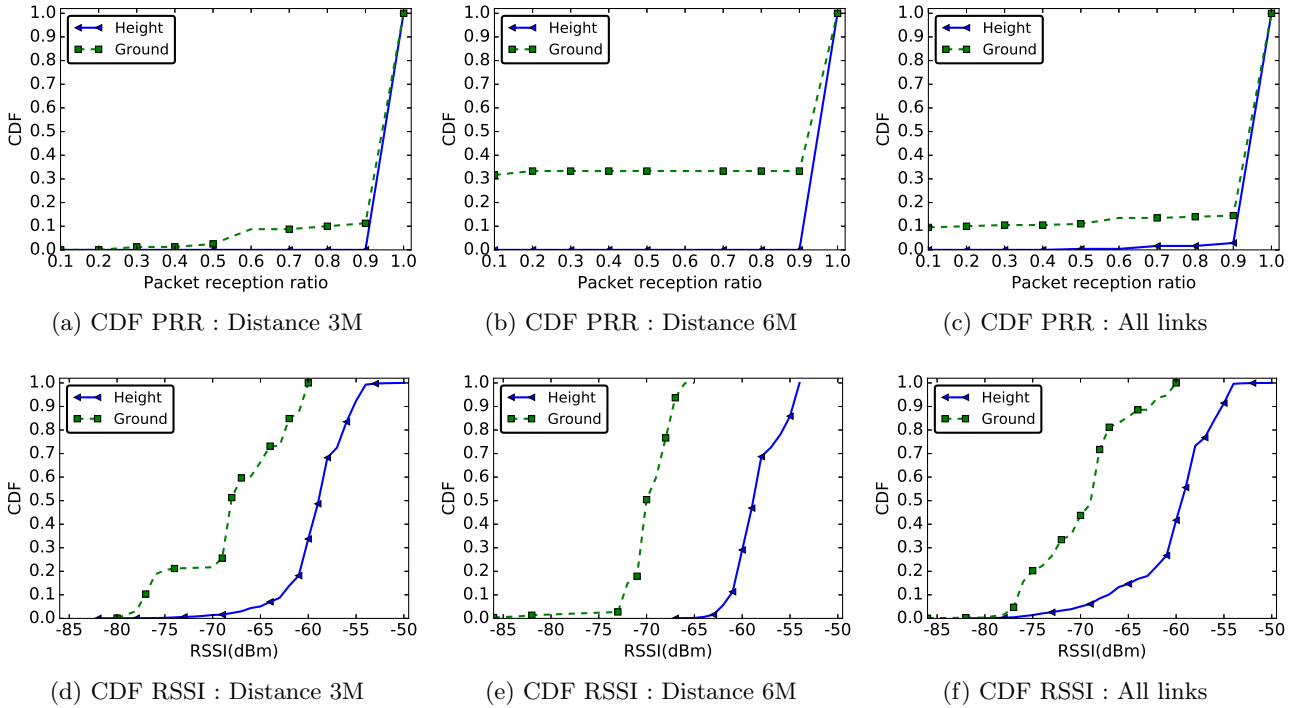 1.0
0.9
0.8
0.7
0.6
0.5
0.4
0.3
0.2
0.1
0.0
CDF
Height
Ground
0.1 0.2 0.3 0.4 0.5 0.6 0.7 0.8 0.9 1.0
Packet reception ratio
(a) CDF PRR : Distance 3M
1.0
0.9
0.8
0.7
0.6
0.5
0.4
0.3
0.2
0.1
0.0
CDF
Height
Ground
0.1 0.2 0.3 0.4 0.5 0.6 0.7 0.8 0.9 1.0
Packet reception ratio
(b) CDF PRR : Distance 6M
1.0
0.9
0.8
0.7
0.6
0.5
0.4
0.3
0.2
0.1
0.0
CDF
Height
Ground
0.1 0.2 0.3 0.4 0.5 0.6 0.7 0.8 0.9 1.0
Packet reception ratio
(c) CDF PRR : All links
1.0
0.9
0.8
0.7
0.6
0.5
0.4
0.3
0.2
0.1
0.0
CDF
Height
Ground
-85 -80 -75 -70 -65 -60 -55 -50
RSSI(dBm)
(d) CDF RSSI : Distance 3M
1.0
0.9
0.8
0.7
0.6
0.5
0.4
0.3
0.2
0.1
0.0
CDF
Height
Ground
-85 -80 -75 -70 -65 -60 -55 -50
RSSI(dBm)
(e) CDF RSSI : Distance 6M
1.0
0.9
0.8
0.7
0.6
0.5
0.4
0.3
0.2
0.1
0.0
CDF
Height
Ground
-85 -80 -75 -70 -65 -60 -55 -50
RSSI(dBm)
(f) CDF RSSI : All links